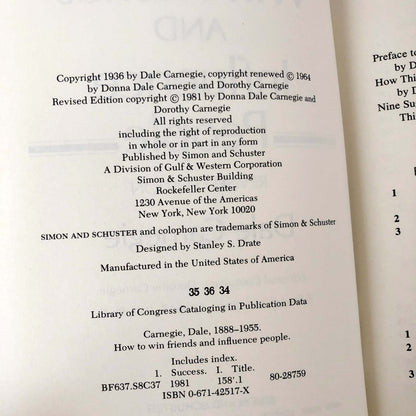 Copyright 1936 by Dale Carnegie, copyright renewed © 1964
by Donna Dale Carnegie and Dorothy Carnegie
Revised Edition copyright © 1981 by Donna Dale Carnegie and
Dorothy Carnegie
All rights reserved
including the right of reproduction
in whole or in part in any form
Published by Simon and Schuster
A Division of Gulf & Western Corporation
Simon & Schuster Building
Rockefeller Center
1230 Avenue of the Americas
New York, New York 10020
SIMON AND SCHUSTER and colophon are trademarks of Simon & Schuster
Designed by Stanley S. Drate
Manufactured in the United States of America
35 36 34
Library of Congress Cataloging in Publication Data
Carnegie, Dale, 1888–1955.
How to win friends and influence people.
Includes index.
1. Success. I. Title.
BF637.S8C37 1981 158'.1 80-28759
ISBN 0-671-42517-X
Preface to
by D
How Thi
by D
Nine Su
Thi
1
2
3
1
2
3